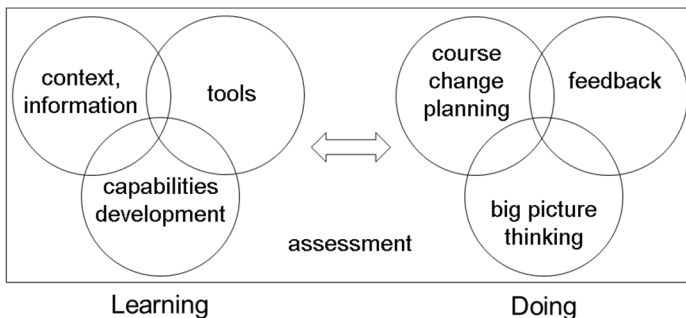 context,
information
tools
capabilities
development
course
change
planning
feedback
big picture
thinking
assessment
Learning
Doing